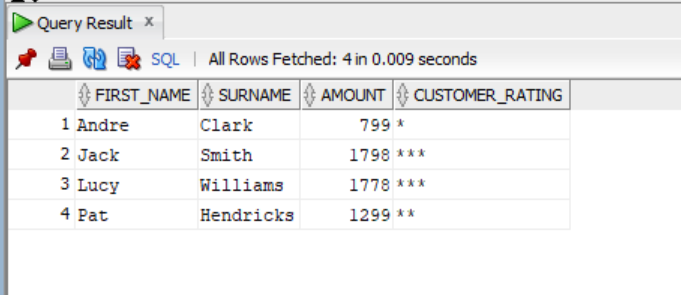 Query Result x
SQL | All Rows Fetched: 4 in 0.009 seconds
FIRST_NAME SURNAME AMOUNT CUSTOMER_RATING
1 Andre Clark 799 *
2 Jack Smith 1798 ***
3 Lucy Williams 1778 ***
4 Pat Hendricks 1299 **